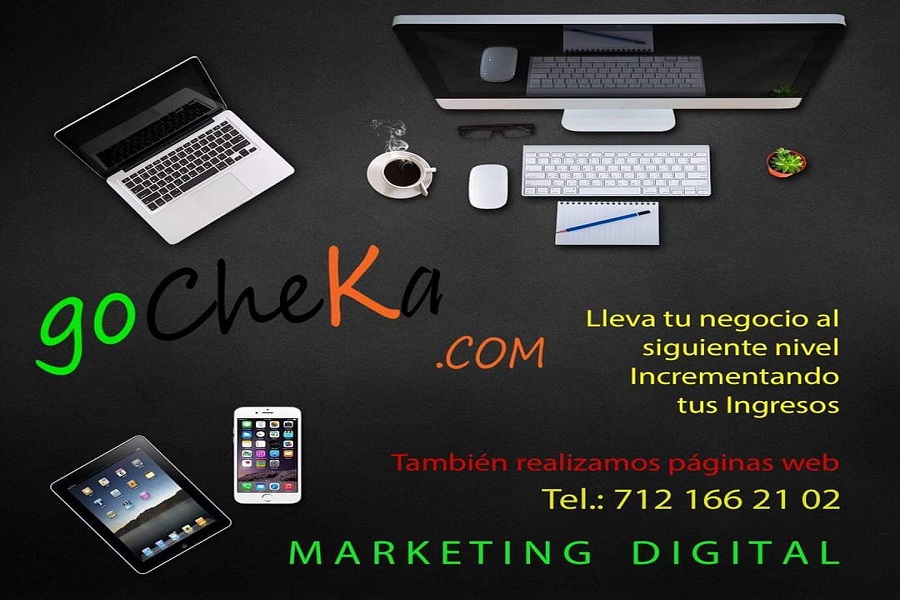 goCheKa
.COM
Lleva tu negocio al
siguiente nivel
Incrementando
tus Ingresos
También realizamos páginas web
Tel.: 712 166 21 02
MARKETING DIGITAL